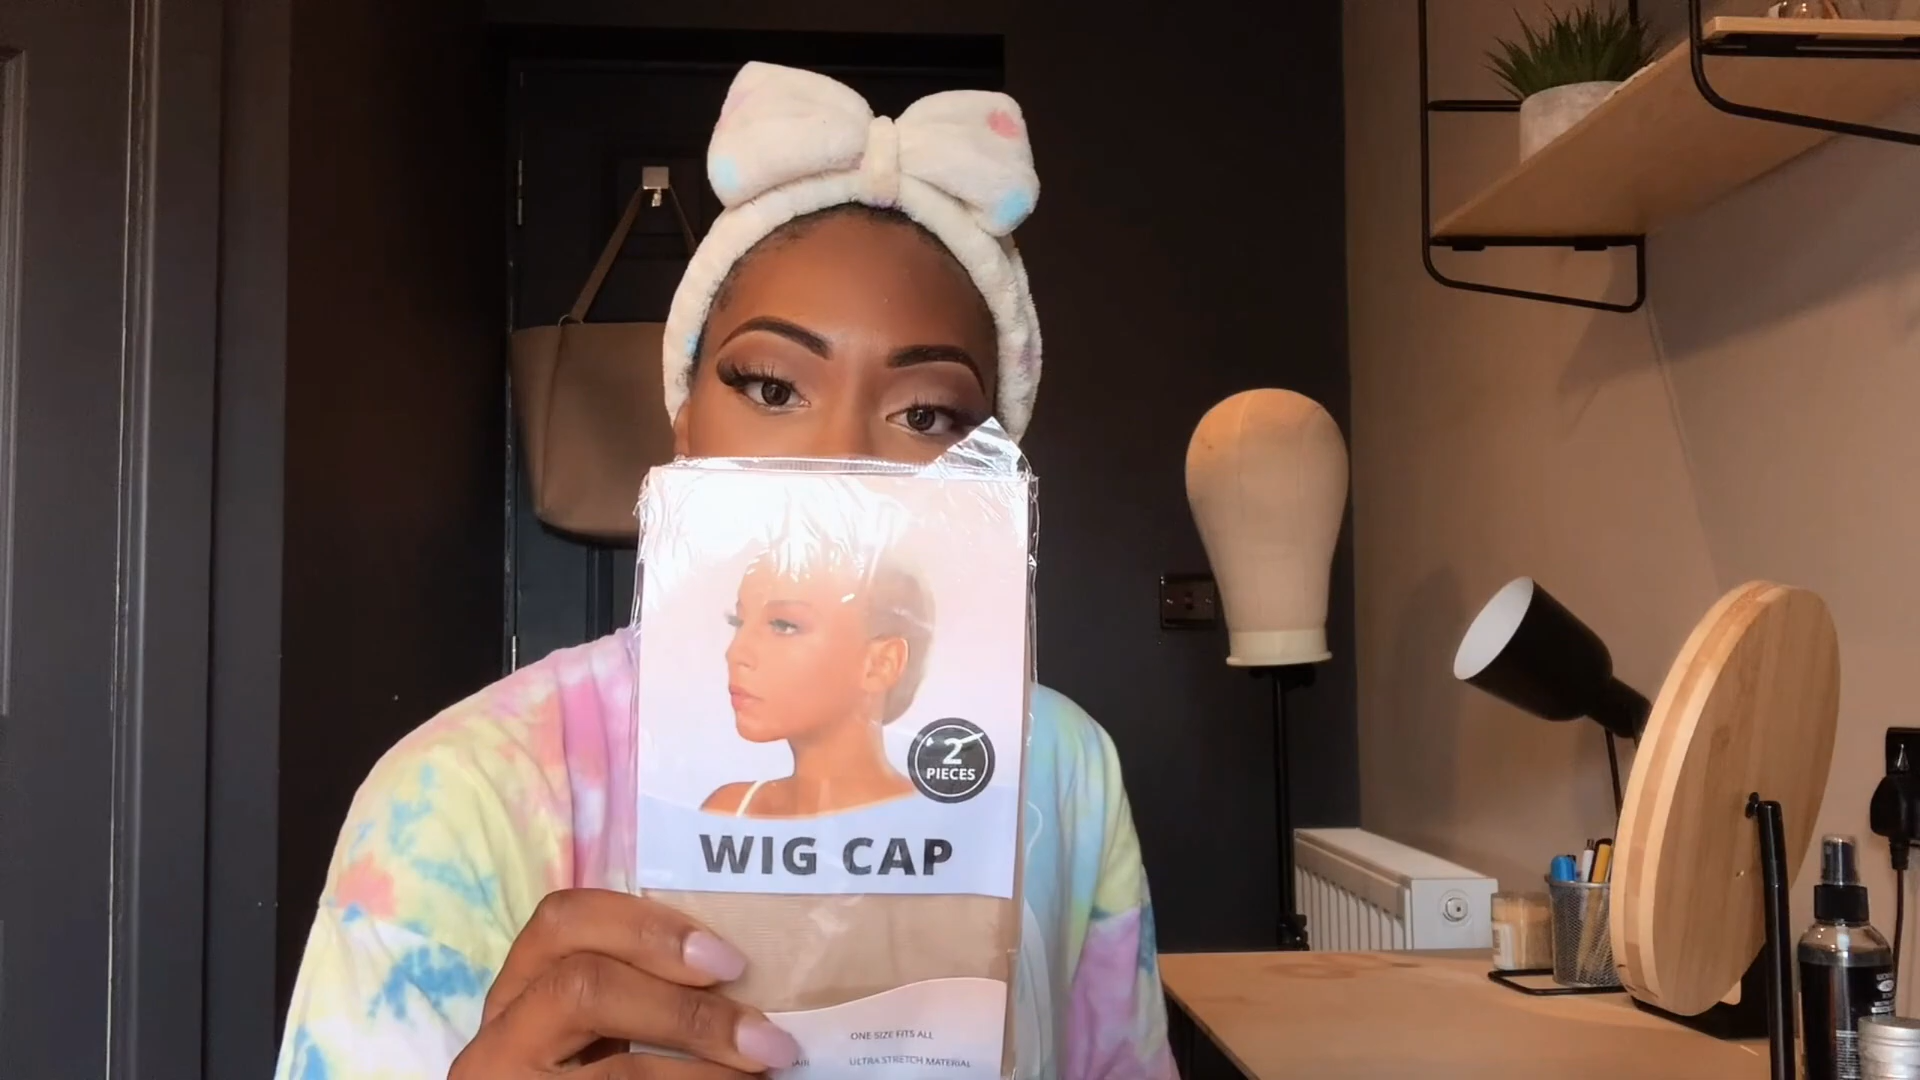 2
PIECES
WIG CAP
ONE SIZE FITS ALL
ULTRA STRETCH MATERIAL